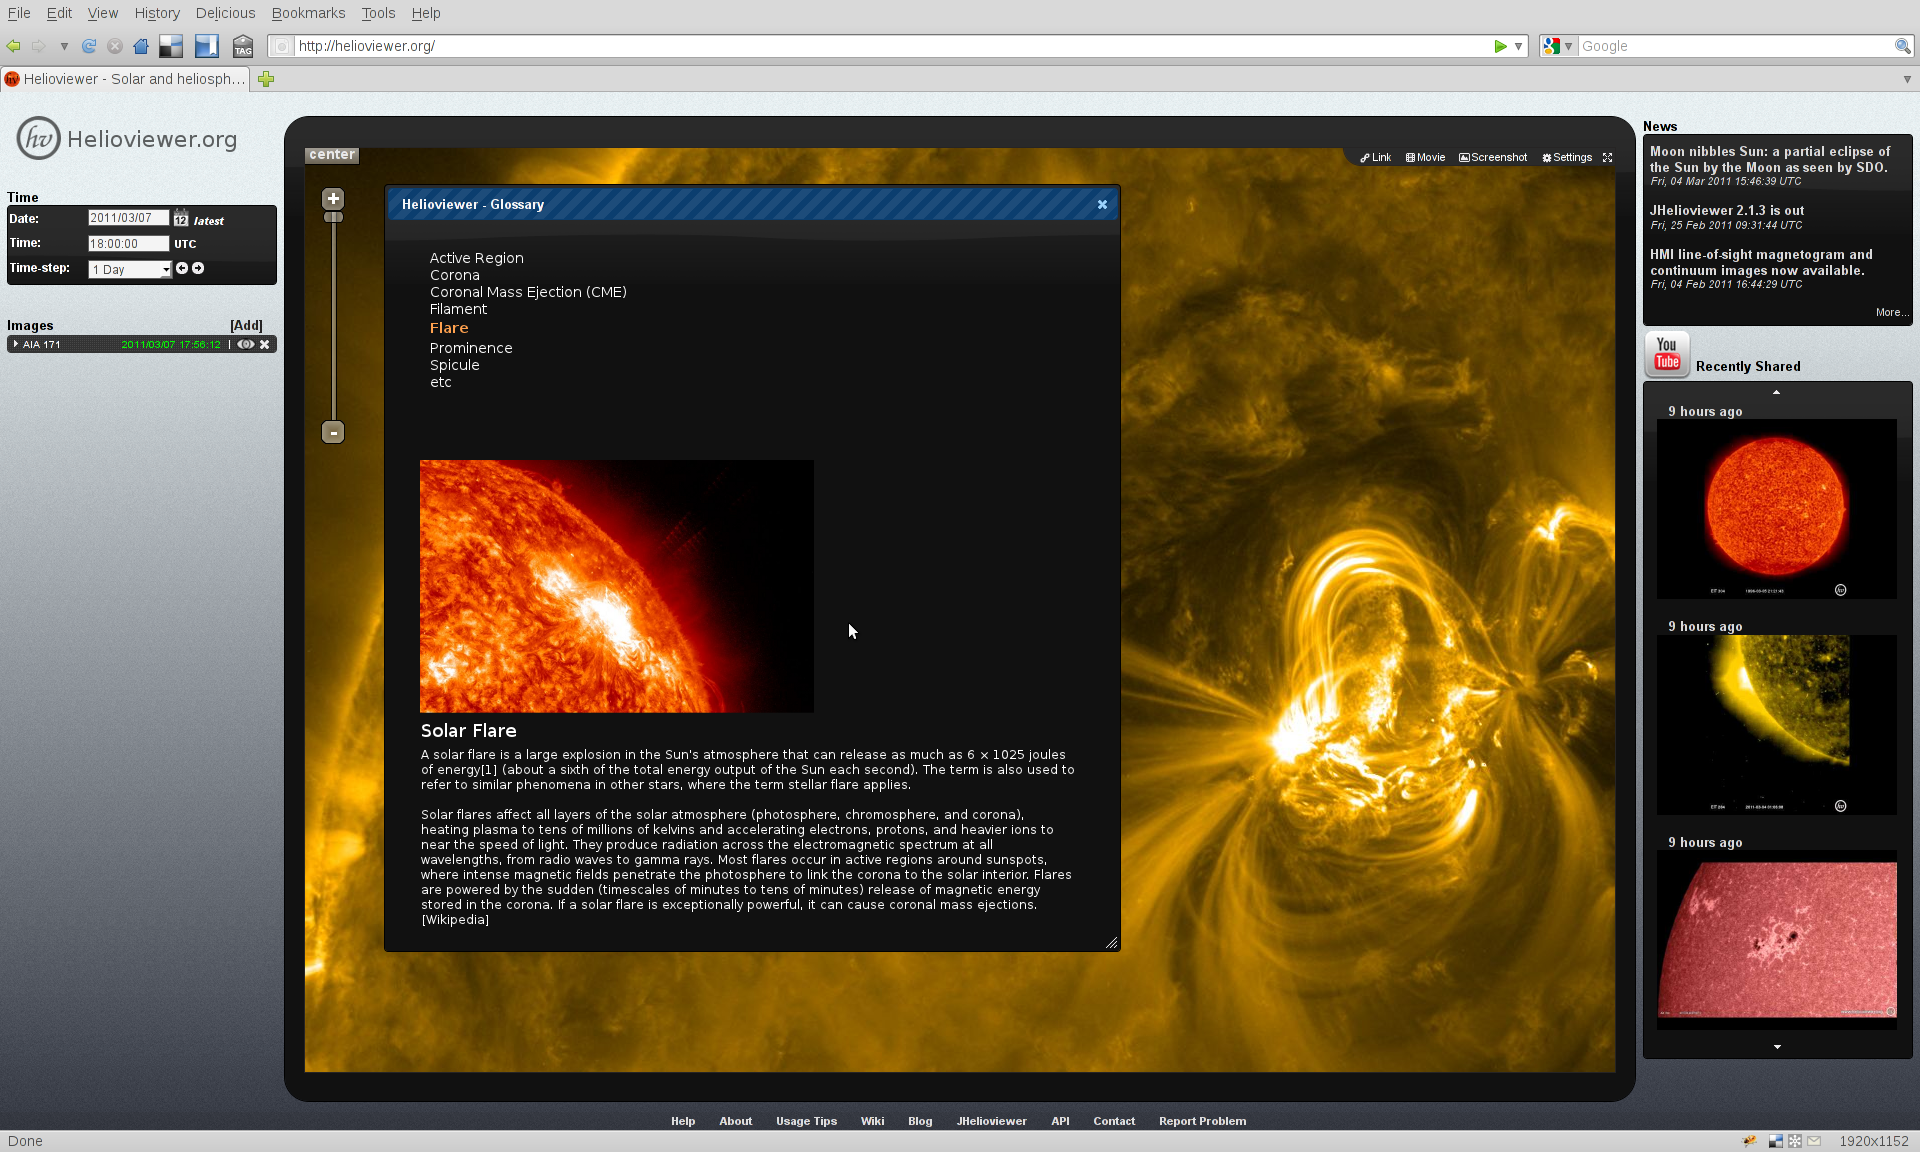 File Edit View History Delicious Bookmarks Tools Help
TAG
http://helioviewer.org/
Google
Helioviewer - Solar and heliosph...
hv Helioviewer.org
Time
Date: 2011/03/07 12 latest
Time: 18:00:00 UTC
Time-step: 1 Day
Images [Add]
AIA 171 2011/03/07 17:56:12
center
Link Movie Screenshot Settings
+
-
Helioviewer - Glossary
Active Region
Corona
Coronal Mass Ejection (CME)
Filament
Flare
Prominence
Spicule
etc
Solar Flare
A solar flare is a large explosion in the Sun's atmosphere that can release as much as 6 × 1025 joules
of energy[1] (about a sixth of the total energy output of the Sun each second). The term is also used to
refer to similar phenomena in other stars, where the term stellar flare applies.
Solar flares affect all layers of the solar atmosphere (photosphere, chromosphere, and corona),
heating plasma to tens of millions of kelvins and accelerating electrons, protons, and heavier ions to
near the speed of light. They produce radiation across the electromagnetic spectrum at all
wavelengths, from radio waves to gamma rays. Most flares occur in active regions around sunspots,
where intense magnetic fields penetrate the photosphere to link the corona to the solar interior. Flares
are powered by the sudden (timescales of minutes to tens of minutes) release of magnetic energy
stored in the corona. If a solar flare is exceptionally powerful, it can cause coronal mass ejections.
[Wikipedia]
News
Moon nibbles Sun: a partial eclipse of
the Sun by the Moon as seen by SDO.
Fri, 04 Mar 2011 15:46:39 UTC
JHelioviewer 2.1.3 is out
Fri, 25 Feb 2011 09:31:44 UTC
HMI line-of-sight magnetogram and
continuum images now available.
Fri, 04 Feb 2011 16:44:29 UTC
More...
You
Tube
Recently Shared
9 hours ago
9 hours ago
9 hours ago
Help About Usage Tips Wiki Blog JHelioviewer API Contact Report Problem
Done
1920x1152